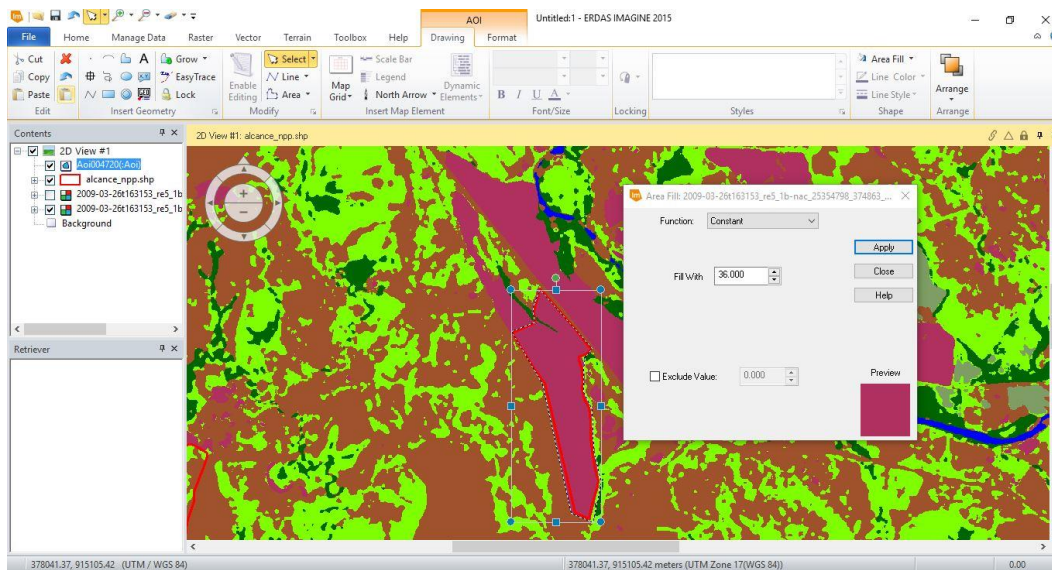 AOI
Untitled:1 - ERDAS IMAGINE 2015
File Home Manage Data Raster Vector Terrain Toolbox Help Drawing Format
Cut
Copy
Paste
Edit
A
Grow
EasyTrace
Lock
Insert Geometry
Enable Editing
Select
Line
Area
Modify
Map Grid
Scale Bar
Legend
North Arrow
Dynamic Elements
Insert Map Element
B I U A
Font/Size
Locking
Styles
Area Fill
Line Color
Line Style
Shape
Arrange
Arrange
Contents
2D View #1
Aoi004720(:Aoi)
alcance_npp.shp
2009-03-26t163153_re5_1b
2009-03-26t163153_re5_1b
Background
Retriever
2D View #1: alcance_npp.shp
Area Fill: 2009-03-26t163153_re5_1b-nac_25354798_374863_...
Function: Constant
Apply
Fill With 36.000
Close
Help
Exclude Value: 0.000
Preview
378041.37, 915105.42 (UTM / WGS 84)
378041.37, 915105.42 meters (UTM Zone 17(WGS 84))
0.00